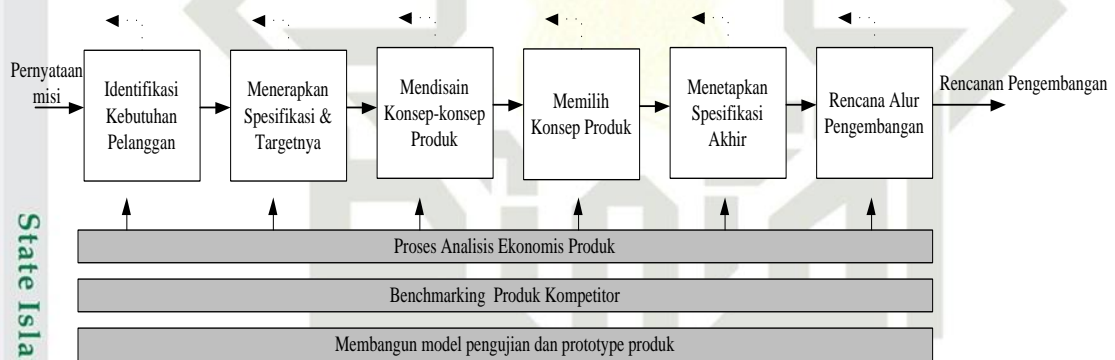 Pernyataan
misi
Identifikasi
Kebutuhan
Pelanggan
Menerapkan
Spesifikasi &
Targetnya
Mendisain
Konsep-konsep
Produk
Memilih
Konsep Produk
Menetapkan
Spesifikasi
Akhir
Rencana Alur
Pengembangan
Rencanan Pengembangan
Proses Analisis Ekonomis Produk
Benchmarking Produk Kompetitor
Membangun model pengujian dan prototype produk
State Isla